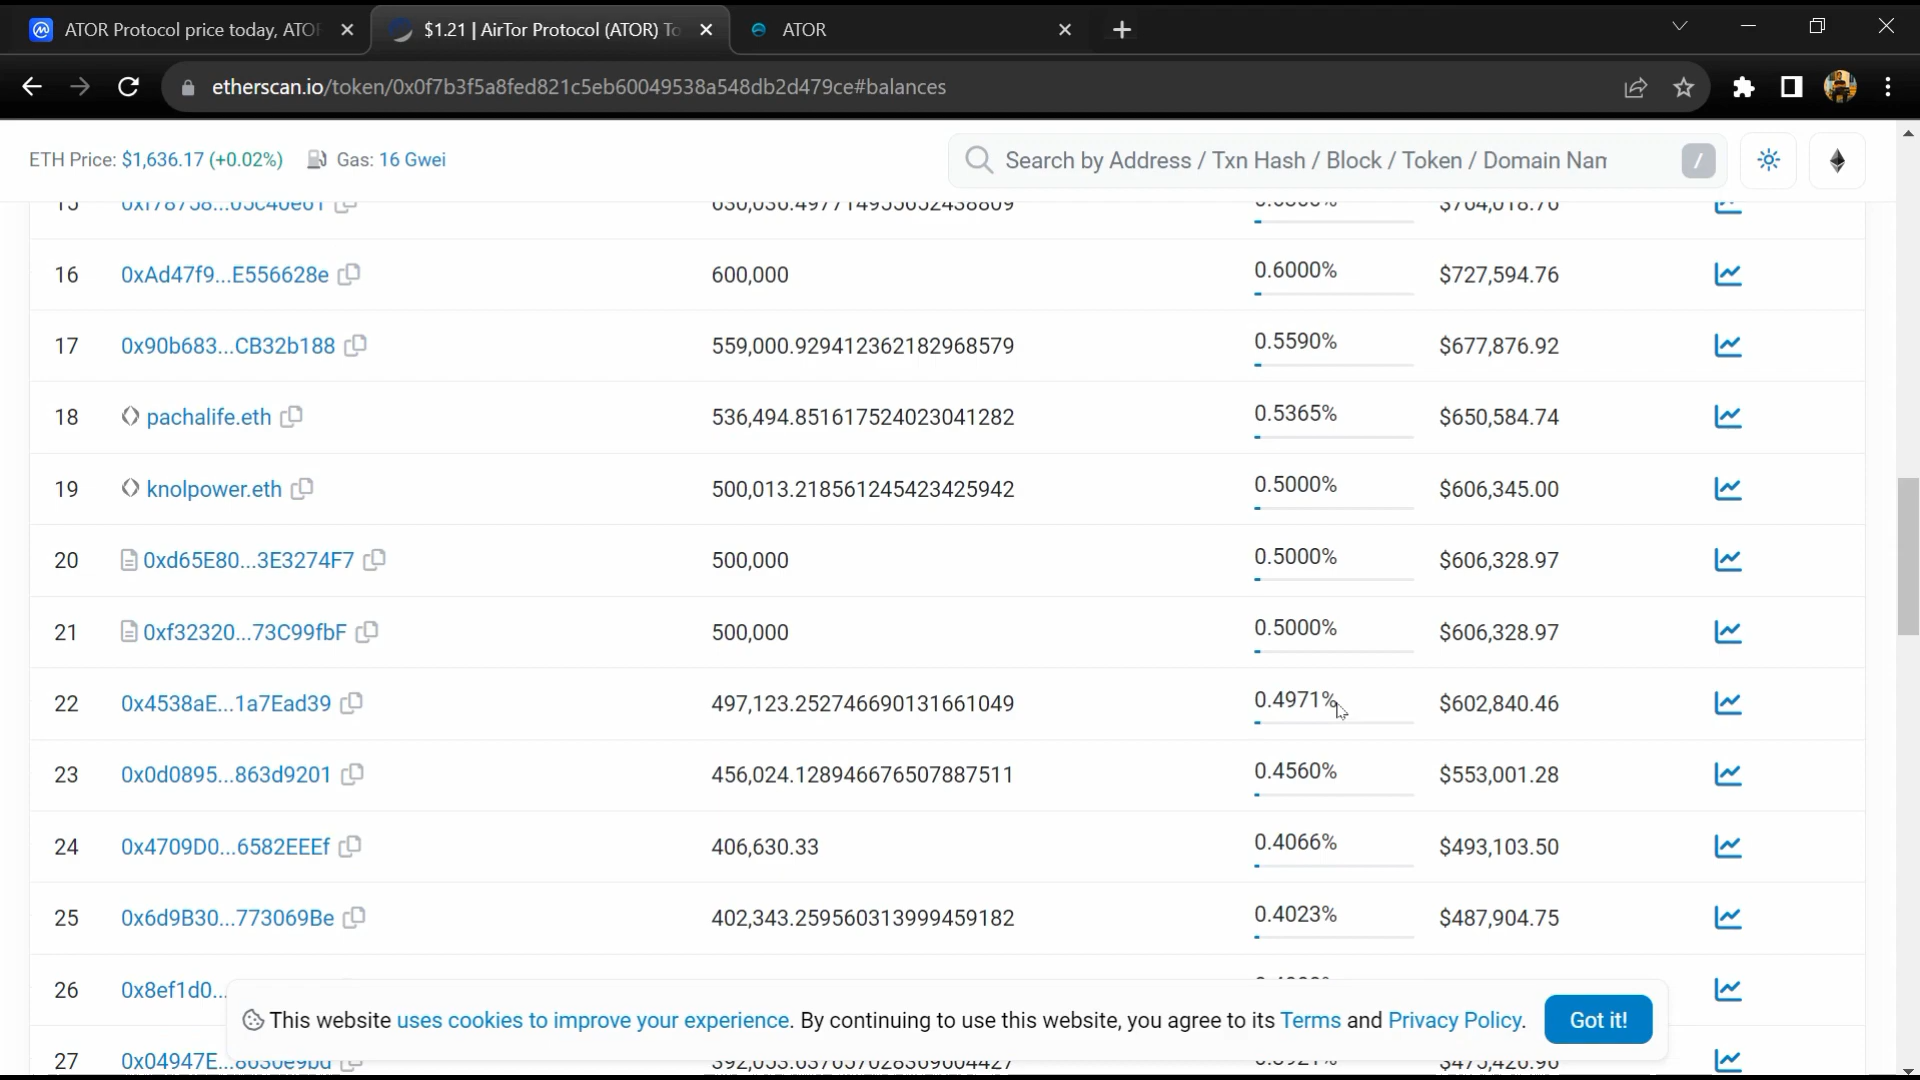 ATOR Protocol price today, ATOR
$1.21 | AirTor Protocol (ATOR) To
ATOR
etherscan.io/token/0x0f7b3f5a8fed821c5eb60049538a548db2d479ce#balances
ETH Price: $1,636.17 (+0.02%) Gas: 16 Gwei
Search by Address / Txn Hash / Block / Token / Domain Nam /
15
16 0xAd47f9...E556628e 600,000 0.6000% $727,594.76
17 0x90b683...CB32b188 559,000.929412362182968579 0.5590% $677,876.92
18 pachalife.eth 536,494.851617524023041282 0.5365% $650,584.74
19 knolpower.eth 500,013.218561245423425942 0.5000% $606,345.00
20 0xd65E80...3E3274F7 500,000 0.5000% $606,328.97
21 0xf32320...73C99fbF 500,000 0.5000% $606,328.97
22 0x4538aE...1a7Ead39 497,123.252746690131661049 0.4971% $602,840.46
23 0x0d0895...863d9201 456,024.128946676507887511 0.4560% $553,001.28
24 0x4709D0...6582EEEf 406,630.33 0.4066% $493,103.50
25 0x6d9B30...773069Be 402,343.259560313999459182 0.4023% $487,904.75
26 0x8ef1d0...
This website uses cookies to improve your experience. By continuing to use this website, you agree to its Terms and Privacy Policy. Got it!
27